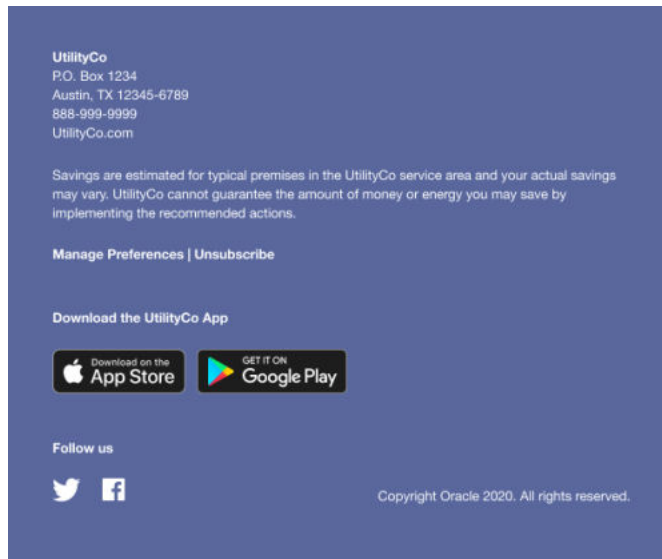 UtilityCo
P.O. Box 1234
Austin, TX 12345-6789
888-999-9999
UtilityCo.com
Savings are estimated for typical premises in the UtilityCo service area and your actual savings
may vary. UtilityCo cannot guarantee the amount of money or energy you may save by
implementing the recommended actions.
Manage Preferences | Unsubscribe
Download the UtilityCo App
Download on the
App Store
GET IT ON
Google Play
Follow us
Copyright Oracle 2020. All rights reserved.